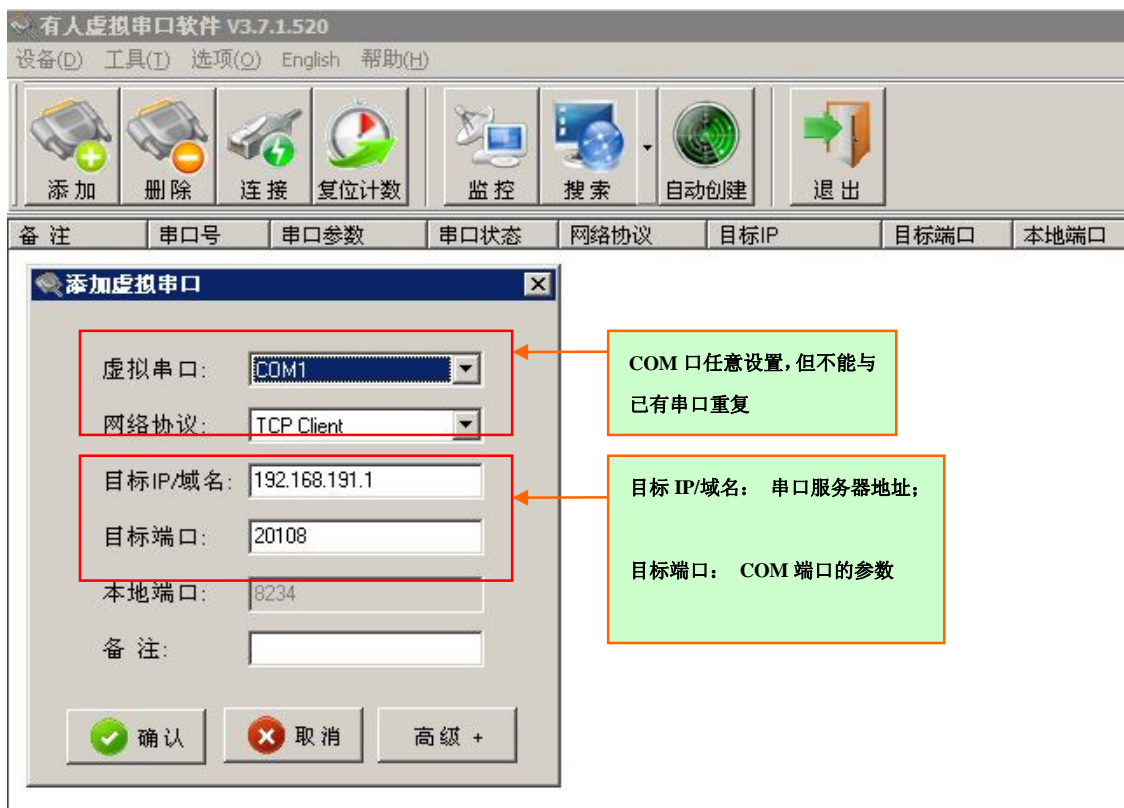 有人虚拟串口软件 V3.7.1.520
设备(D) 工具(T) 选项(O) English 帮助(H)
添加 删除 连接 复位计数 监控 搜索 自动创建 退出
备 注 串口号 串口参数 串口状态 网络协议 目标IP 目标端口 本地端口
添加虚拟串口
虚拟串口: COM1
网络协议: TCP Client
目标IP/域名: 192.168.191.1
目标端口: 20108
本地端口: 8234
备 注:
确认 取消 高级 +
COM 口任意设置,但不能与
已有串口重复
目标 IP/域名: 串口服务器地址;
目标端口: COM 端口的参数